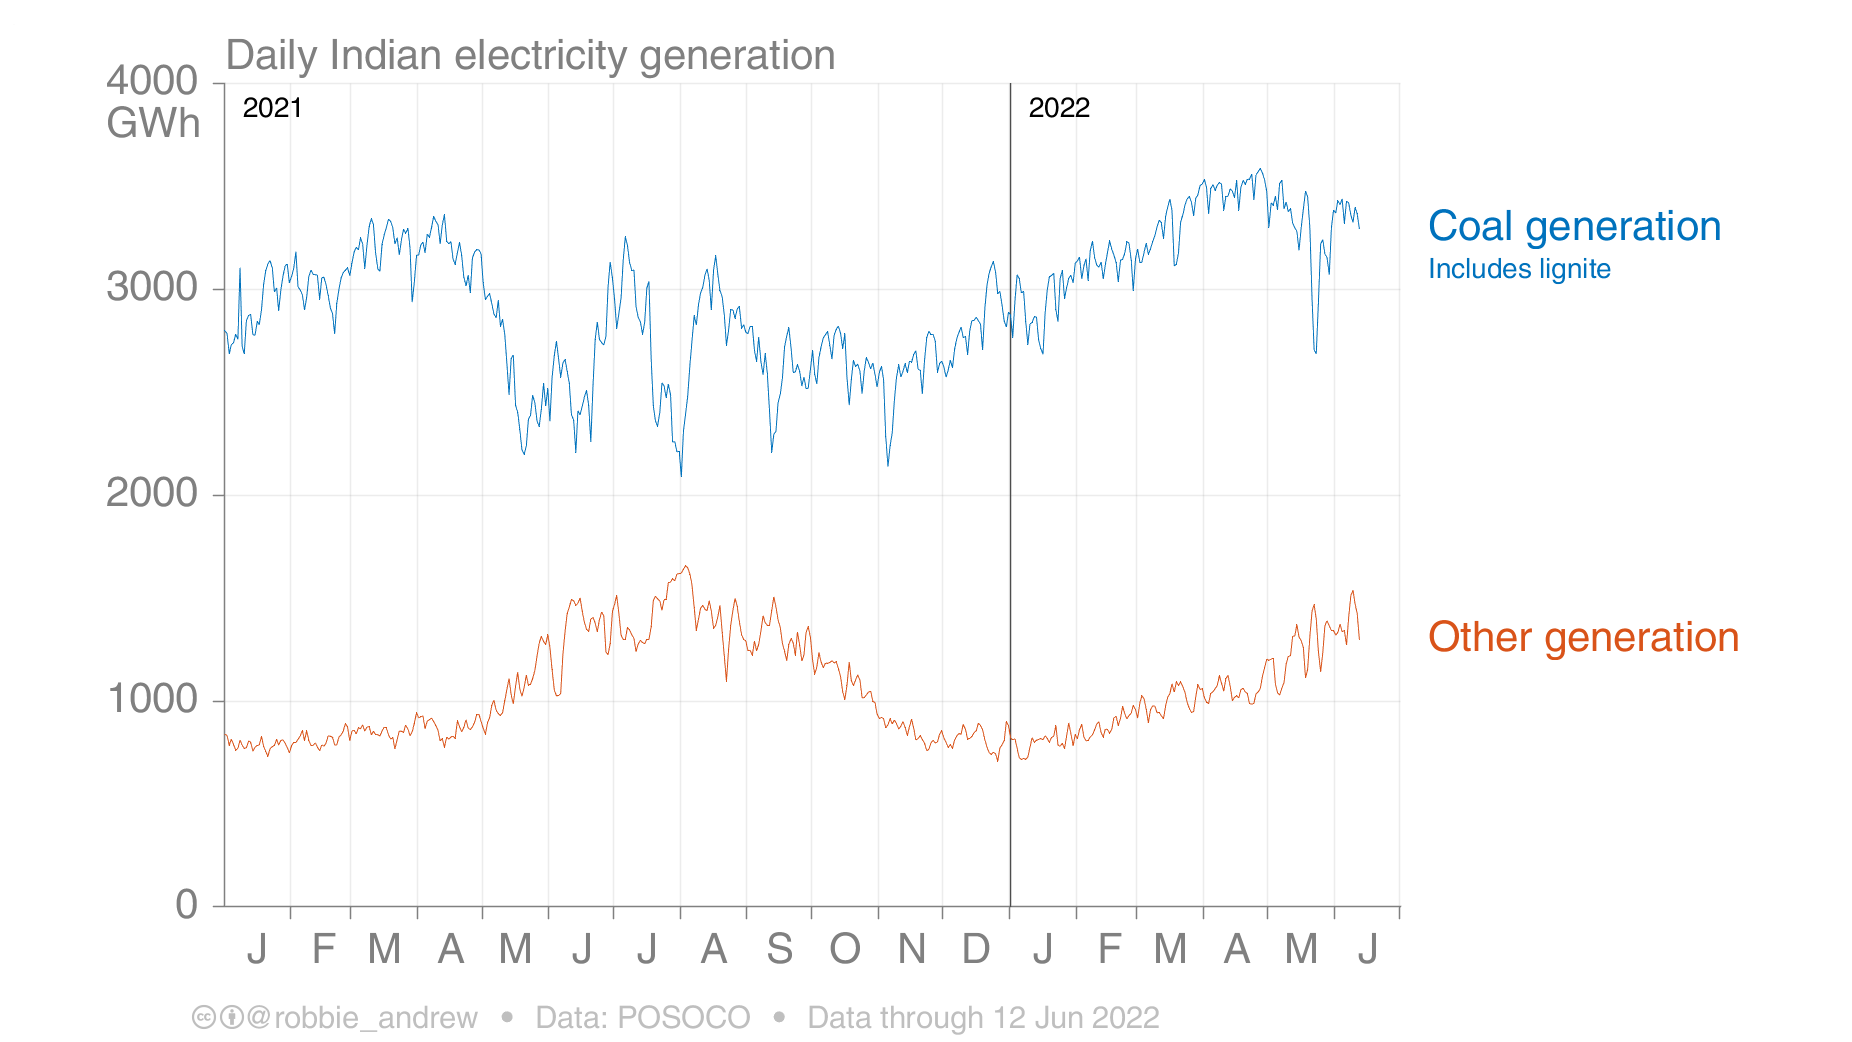 Daily Indian electricity generation
4000
GWh
2021
2022
Coal generation
Includes lignite
3000
2000
Other generation
1000
0
J F M A M J J A S O N D J F M A M J
@robbie_andrew • Data: POSOCO • Data through 12 Jun 2022